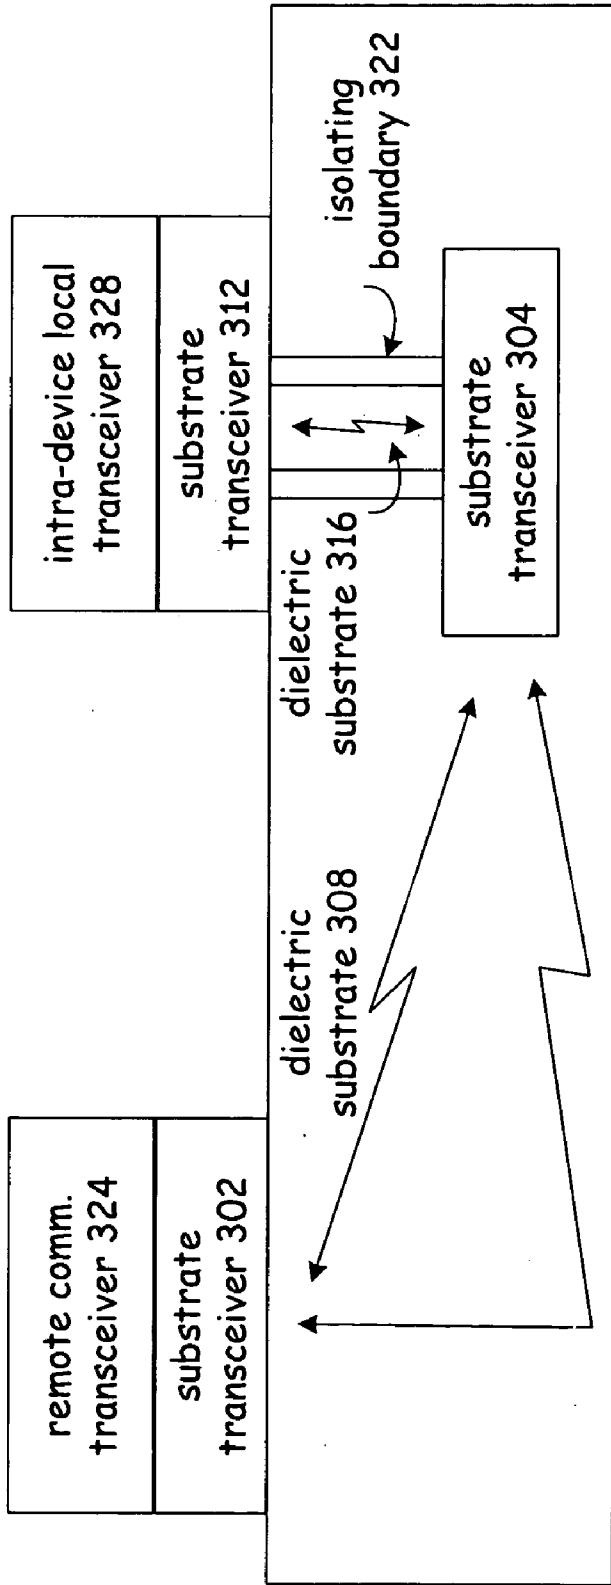 remote comm.
transceiver 324
substrate
transceiver 302
intra-device local
transceiver 328
substrate
transceiver 312
dielectric
substrate 308
dielectric
substrate 316
isolating
boundary 322
substrate
transceiver 304